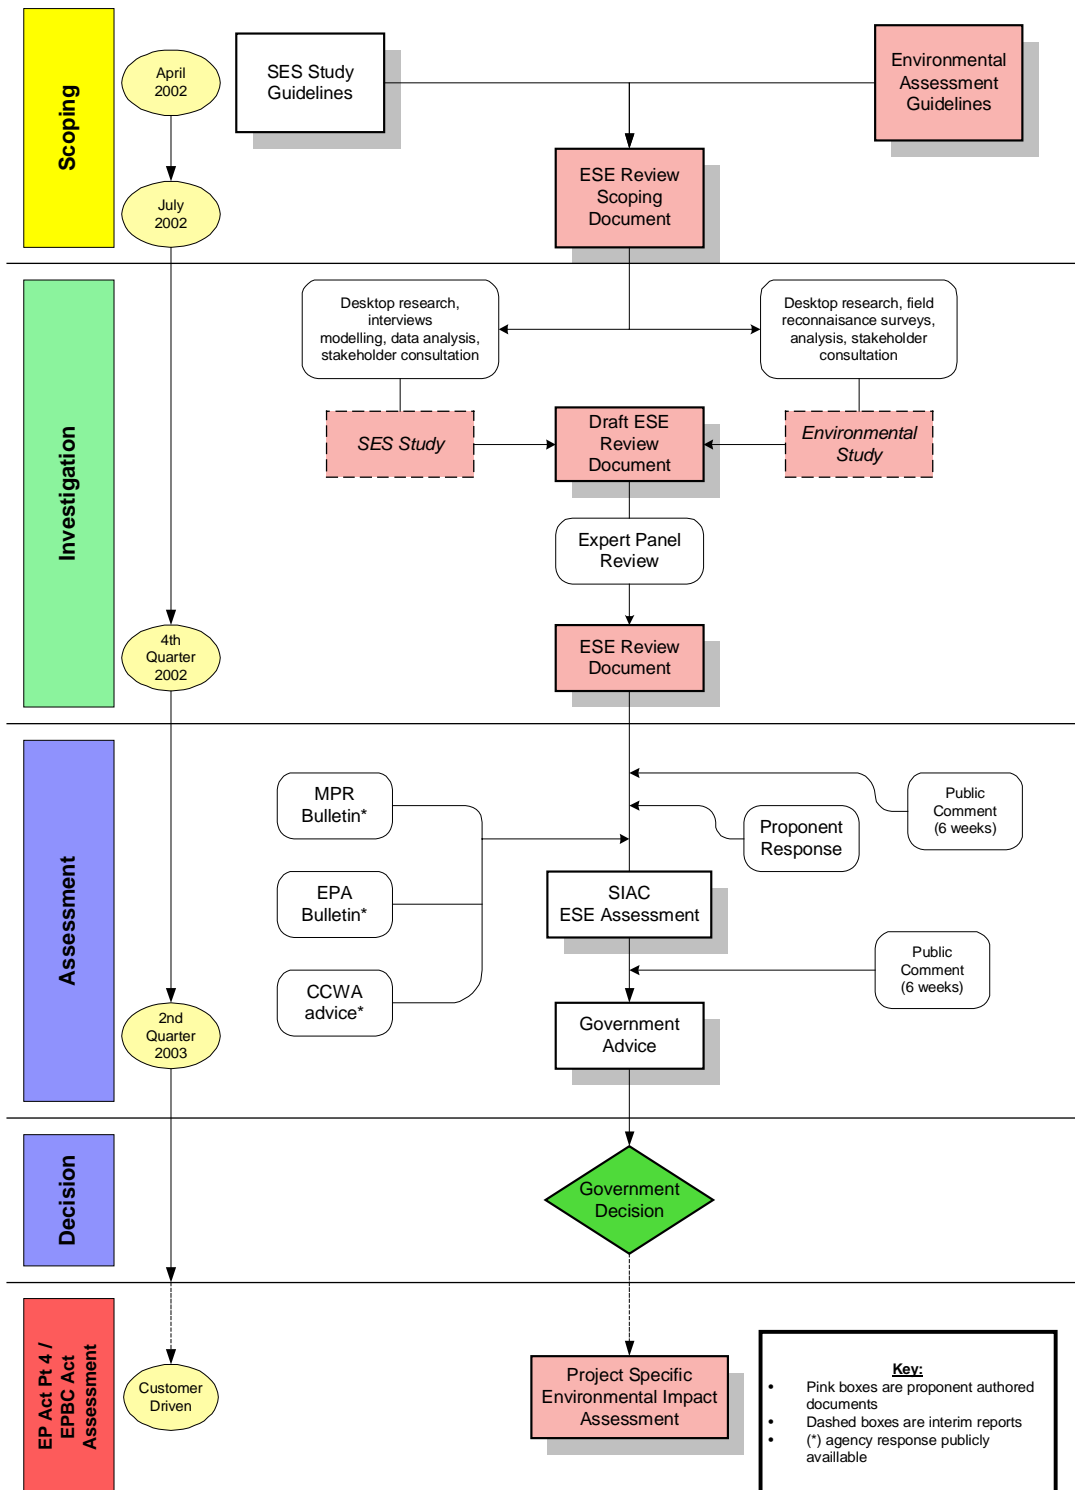 Scoping
April
2002
SES Study
Guidelines
Environmental
Assessment
Guidelines
July
2002
ESE Review
Scoping
Document
Investigation
Desktop research,
interviews
modelling, data analysis,
stakeholder consultation
Desktop research, field
reconnaisance surveys,
analysis, stakeholder
consultation
SES Study
Draft ESE
Review
Document
Environmental
Study
Expert Panel
Review
4th
Quarter
2002
ESE Review
Document
Assessment
MPR
Bulletin*
Public
Comment
(6 weeks)
Proponent
Response
EPA
Bulletin*
SIAC
ESE Assessment
Public
Comment
(6 weeks)
CCWA
advice*
2nd
Quarter
2003
Government
Advice
Decision
Government
Decision
EP Act Pt 4 /
EPBC Act
Assessment
Customer
Driven
Project Specific
Environmental Impact
Assessment
Key:
• Pink boxes are proponent authored
documents
• Dashed boxes are interim reports
• (*) agency response publicly
availlable